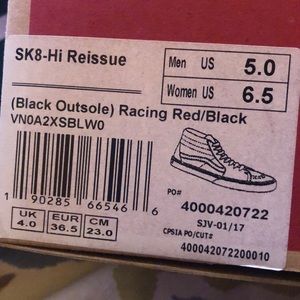 SK8-Hi Reissue
Men US 5.0
Women US 6.5
(Black Outsole) Racing Red/Black
VN0A2XSBLW0
1 90285 66546 6
PO#
4000420722
SJV-01/17
CPSIA PO/CUT#
400042072200010
UK EUR CM
4.0 36.5 23.0